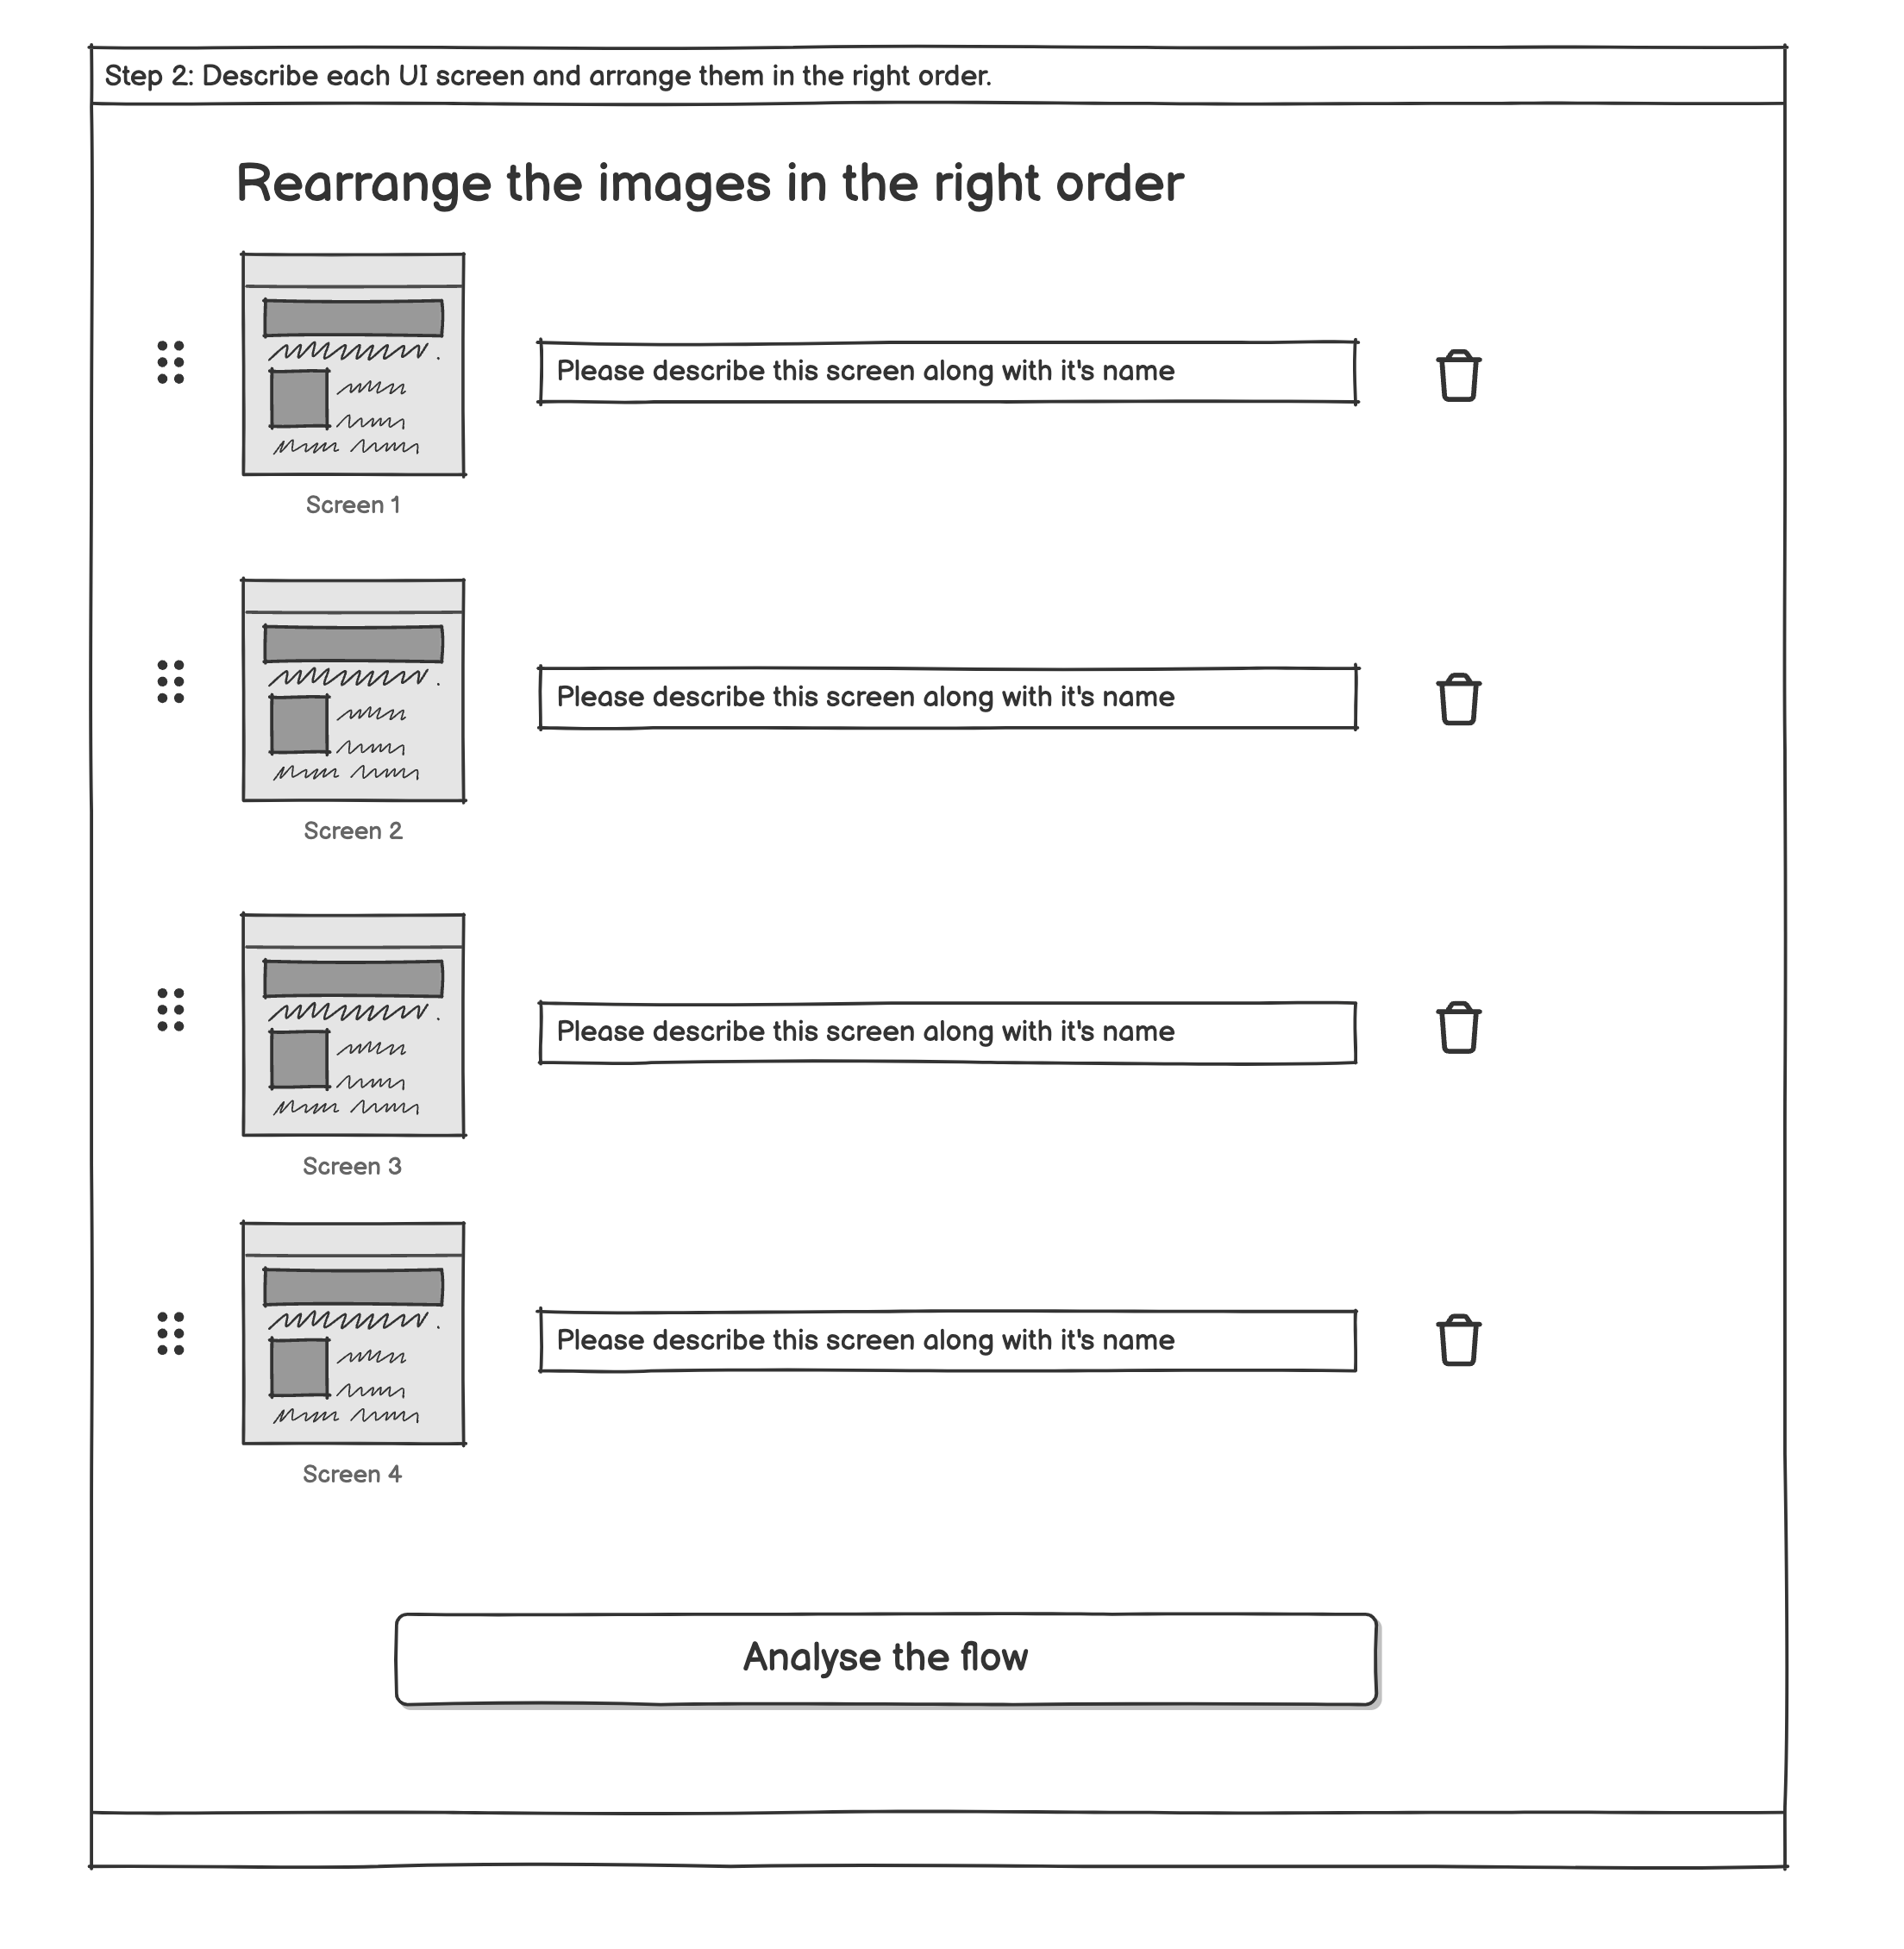 Step 2: Describe each UI screen and arrange them in the right order.
Rearrange the images in the right order
Please describe this screen along with it's name
Screen 1
Please describe this screen along with it's name
Screen 2
Please describe this screen along with it's name
Screen 3
Please describe this screen along with it's name
Screen 4
Analyse the flow